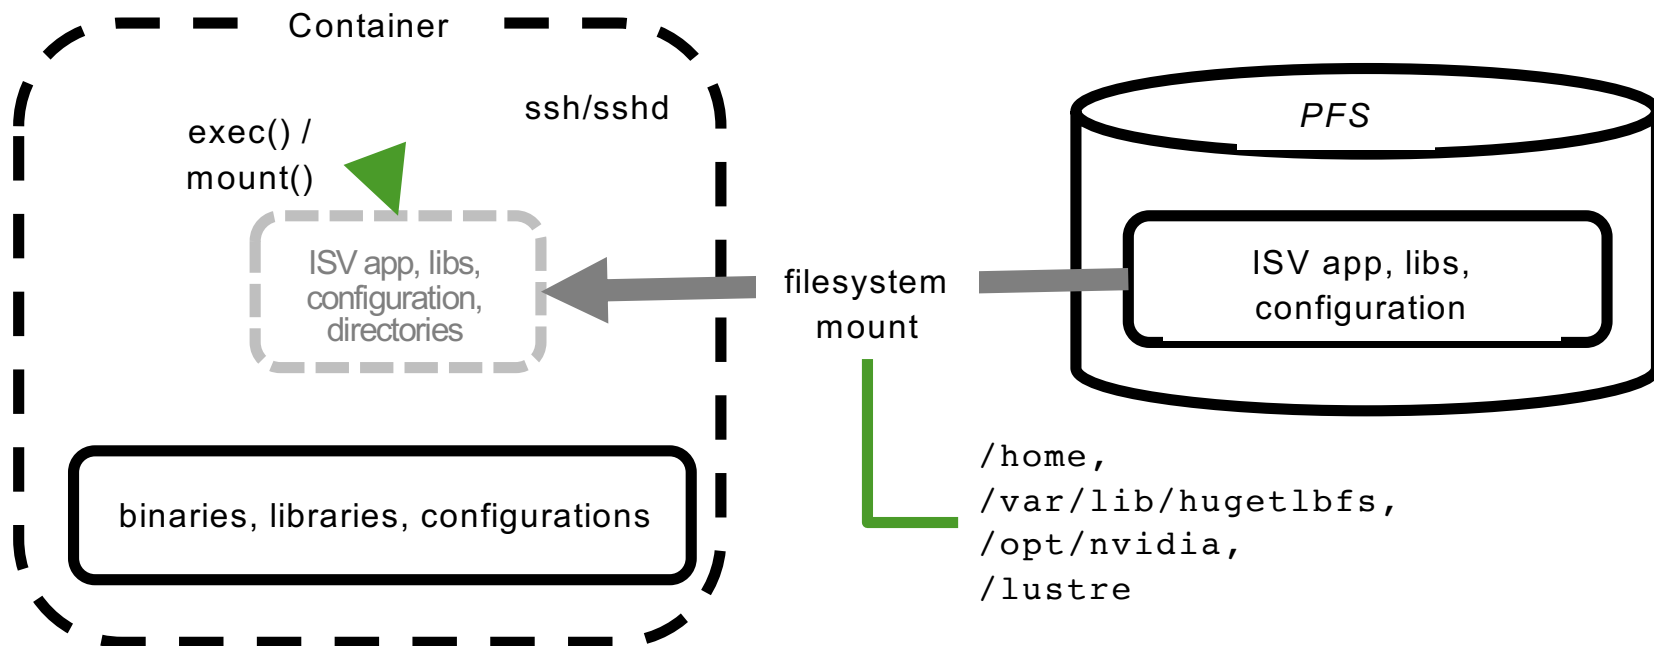 Container
ssh/sshd
exec() /
mount()
ISV app, libs,
configuration,
directories
binaries, libraries, configurations
filesystem
mount
PFS
ISV app, libs,
configuration
/home,
/var/lib/hugetlbfs,
/opt/nvidia,
/lustre